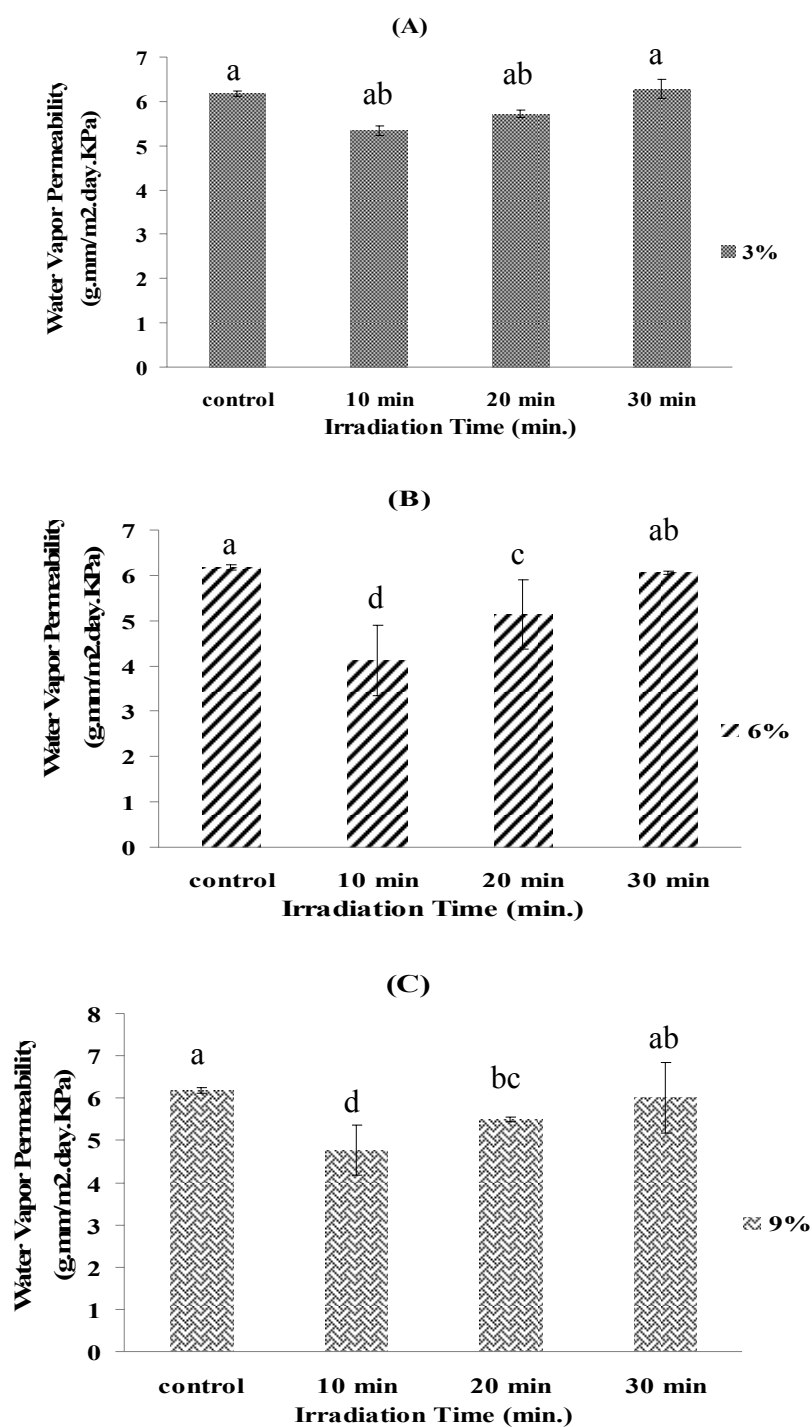 (A)
Water Vapor Permeability
(g.mm/m2.day.KPa)
7
6
5
4
3
2
1
0
a
ab
ab
a
3%
control 10 min 20 min 30 min
Irradiation Time (min.)
(B)
Water Vapor Permeability
(g.mm/m2.day.KPa)
7
6
5
4
3
2
1
0
a
d
c
ab
6%
control 10 min 20 min 30 min
Irradiation Time (min.)
(C)
Water Vapor Permeability
(g.mm/m2.day.KPa)
8
7
6
5
4
3
2
1
0
a
d
bc
ab
9%
control 10 min 20 min 30 min
Irradiation Time (min.)